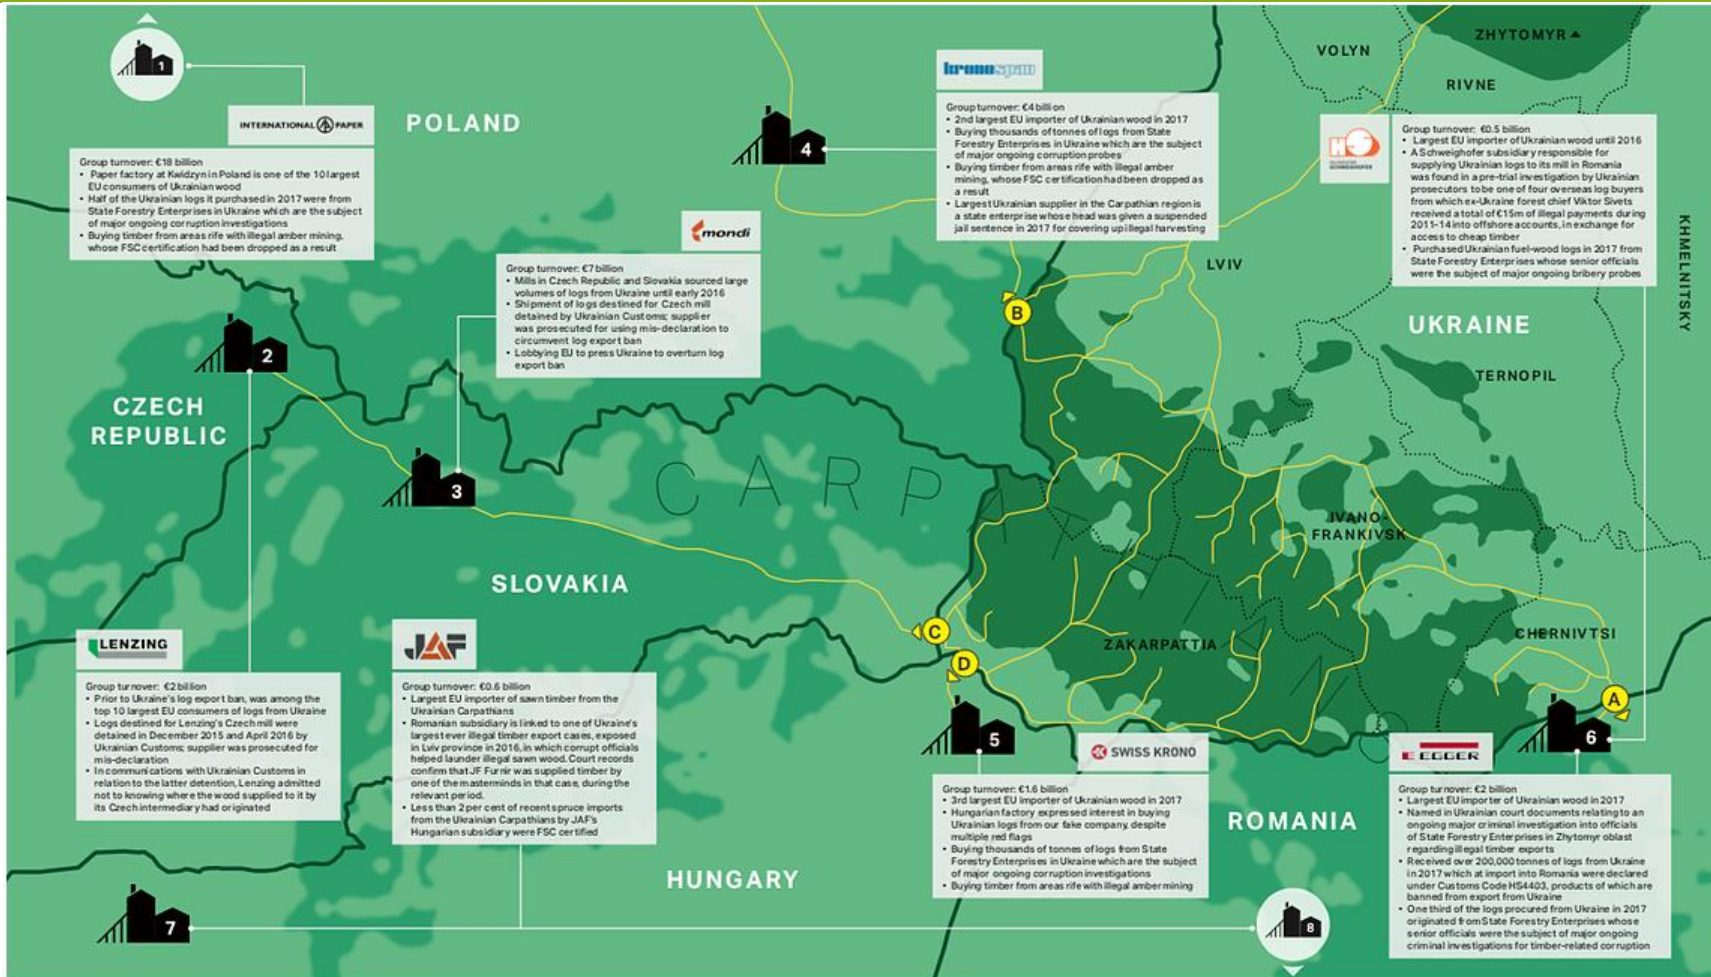 1
INTERNATIONAL PAPER
Group turnover: €18 billion
• Paper factory at Kwidzyn in Poland is one of the 10 largest
EU consumers of Ukrainian wood
• Half of the Ukrainian logs it purchased in 2017 were from
State Forestry Enterprises in Ukraine which are the subject
of major ongoing corruption investigations
• Buying timber from areas rife with illegal amber mining,
whose FSC certification had been dropped as a result
POLAND
4
kronospan
Group turnover: €4 billion
• 2nd largest EU importer of Ukrainian wood in 2017
• Buying thousands of tonnes of logs from State
Forestry Enterprises in Ukraine which are the subject
of major ongoing corruption probes
• Buying timber from areas rife with illegal amber
mining, whose FSC certification had been dropped as
a result
• Largest Ukrainian supplier in the Carpathian region is
a state enterprise whose head was given a suspended
jail sentence in 2017 for covering up illegal harvesting
VOLYN
ZHYTOMYR
RIVNE
HS
SCHWEIGHOFER
Group turnover: €0.5 billion
• Largest EU importer of Ukrainian wood until 2016
• A Schweighofer subsidiary responsible for
supplying Ukrainian logs to its mill in Romania
was found in a pre-trial investigation by Ukrainian
prosecutors to be one of four overseas log buyers
from which ex-Ukraine forest chief Viktor Sivets
received a total of €15m of illegal payments during
2011-14 into offshore accounts, in exchange for
access to cheap timber
• Purchased Ukrainian fuel-wood logs in 2017 from
State Forestry Enterprises whose senior officials
were the subject of major ongoing bribery probes
KHMELNITSKY
mondi
Group turnover: €7 billion
• Mills in Czech Republic and Slovakia sourced large
volumes of logs from Ukraine until early 2016
• Shipment of logs destined for Czech mill
detained by Ukrainian Customs; supplier
was prosecuted for using mis-declaration to
circumvent log export ban
• Lobbying EU to press Ukraine to overturn log
export ban
LVIV
B
UKRAINE
TERNOPIL
2
CZECH
REPUBLIC
3
CARPATHIAN
IVANO-
FRANKIVSK
SLOVAKIA
C
D
ZAKARPATTIA
CHERNIVTSI
A
LENZING
Group turnover: €2 billion
• Prior to Ukraine's log export ban, was among the
top 10 largest EU consumers of logs from Ukraine
• Logs destined for Lenzing's Czech mill were
detained in December 2015 and April 2016 by
Ukrainian Customs; supplier was prosecuted for
mis-declaration
• In communications with Ukrainian Customs in
relation to the latter detention, Lenzing admitted
not to knowing where the wood supplied to it by
its Czech intermediary had originated
JAF
Group turnover: €0.6 billion
• Largest EU importer of sawn timber from the
Ukrainian Carpathians
• Romanian subsidiary is linked to one of Ukraine's
largest ever illegal timber export cases, exposed
in Lviv province in 2016, in which corrupt officials
helped launder illegal sawn wood. Court records
confirm that JF Furnir was supplied timber by
one of the masterminds in that case, during the
relevant period.
• Less than 2 per cent of recent spruce imports
from the Ukrainian Carpathians by JAF's
Hungarian subsidiary were FSC certified
5
SWISS KRONO
Group turnover: €1.6 billion
• 3rd largest EU importer of Ukrainian wood in 2017
• Hungarian factory expressed interest in buying
Ukrainian logs from our fake company, despite
multiple red flags
• Buying thousands of tonnes of logs from State
Forestry Enterprises in Ukraine which are the subject
of major ongoing corruption investigations
• Buying timber from areas rife with illegal amber mining
6
EGGER
Group turnover: €2 billion
• Largest EU importer of Ukrainian wood in 2017
• Named in Ukrainian court documents relating to an
ongoing major criminal investigation into officials
of State Forestry Enterprises in Zhytomyr oblast
regarding illegal timber exports
• Received over 200,000 tonnes of logs from Ukraine
in 2017 which at import into Romania were declared
under Customs Code HS4403, products of which are
banned from export from Ukraine
• One third of the logs procured from Ukraine in 2017
originated from State Forestry Enterprises whose
senior officials were the subject of major ongoing
criminal investigations for timber-related corruption
ROMANIA
HUNGARY
7
8